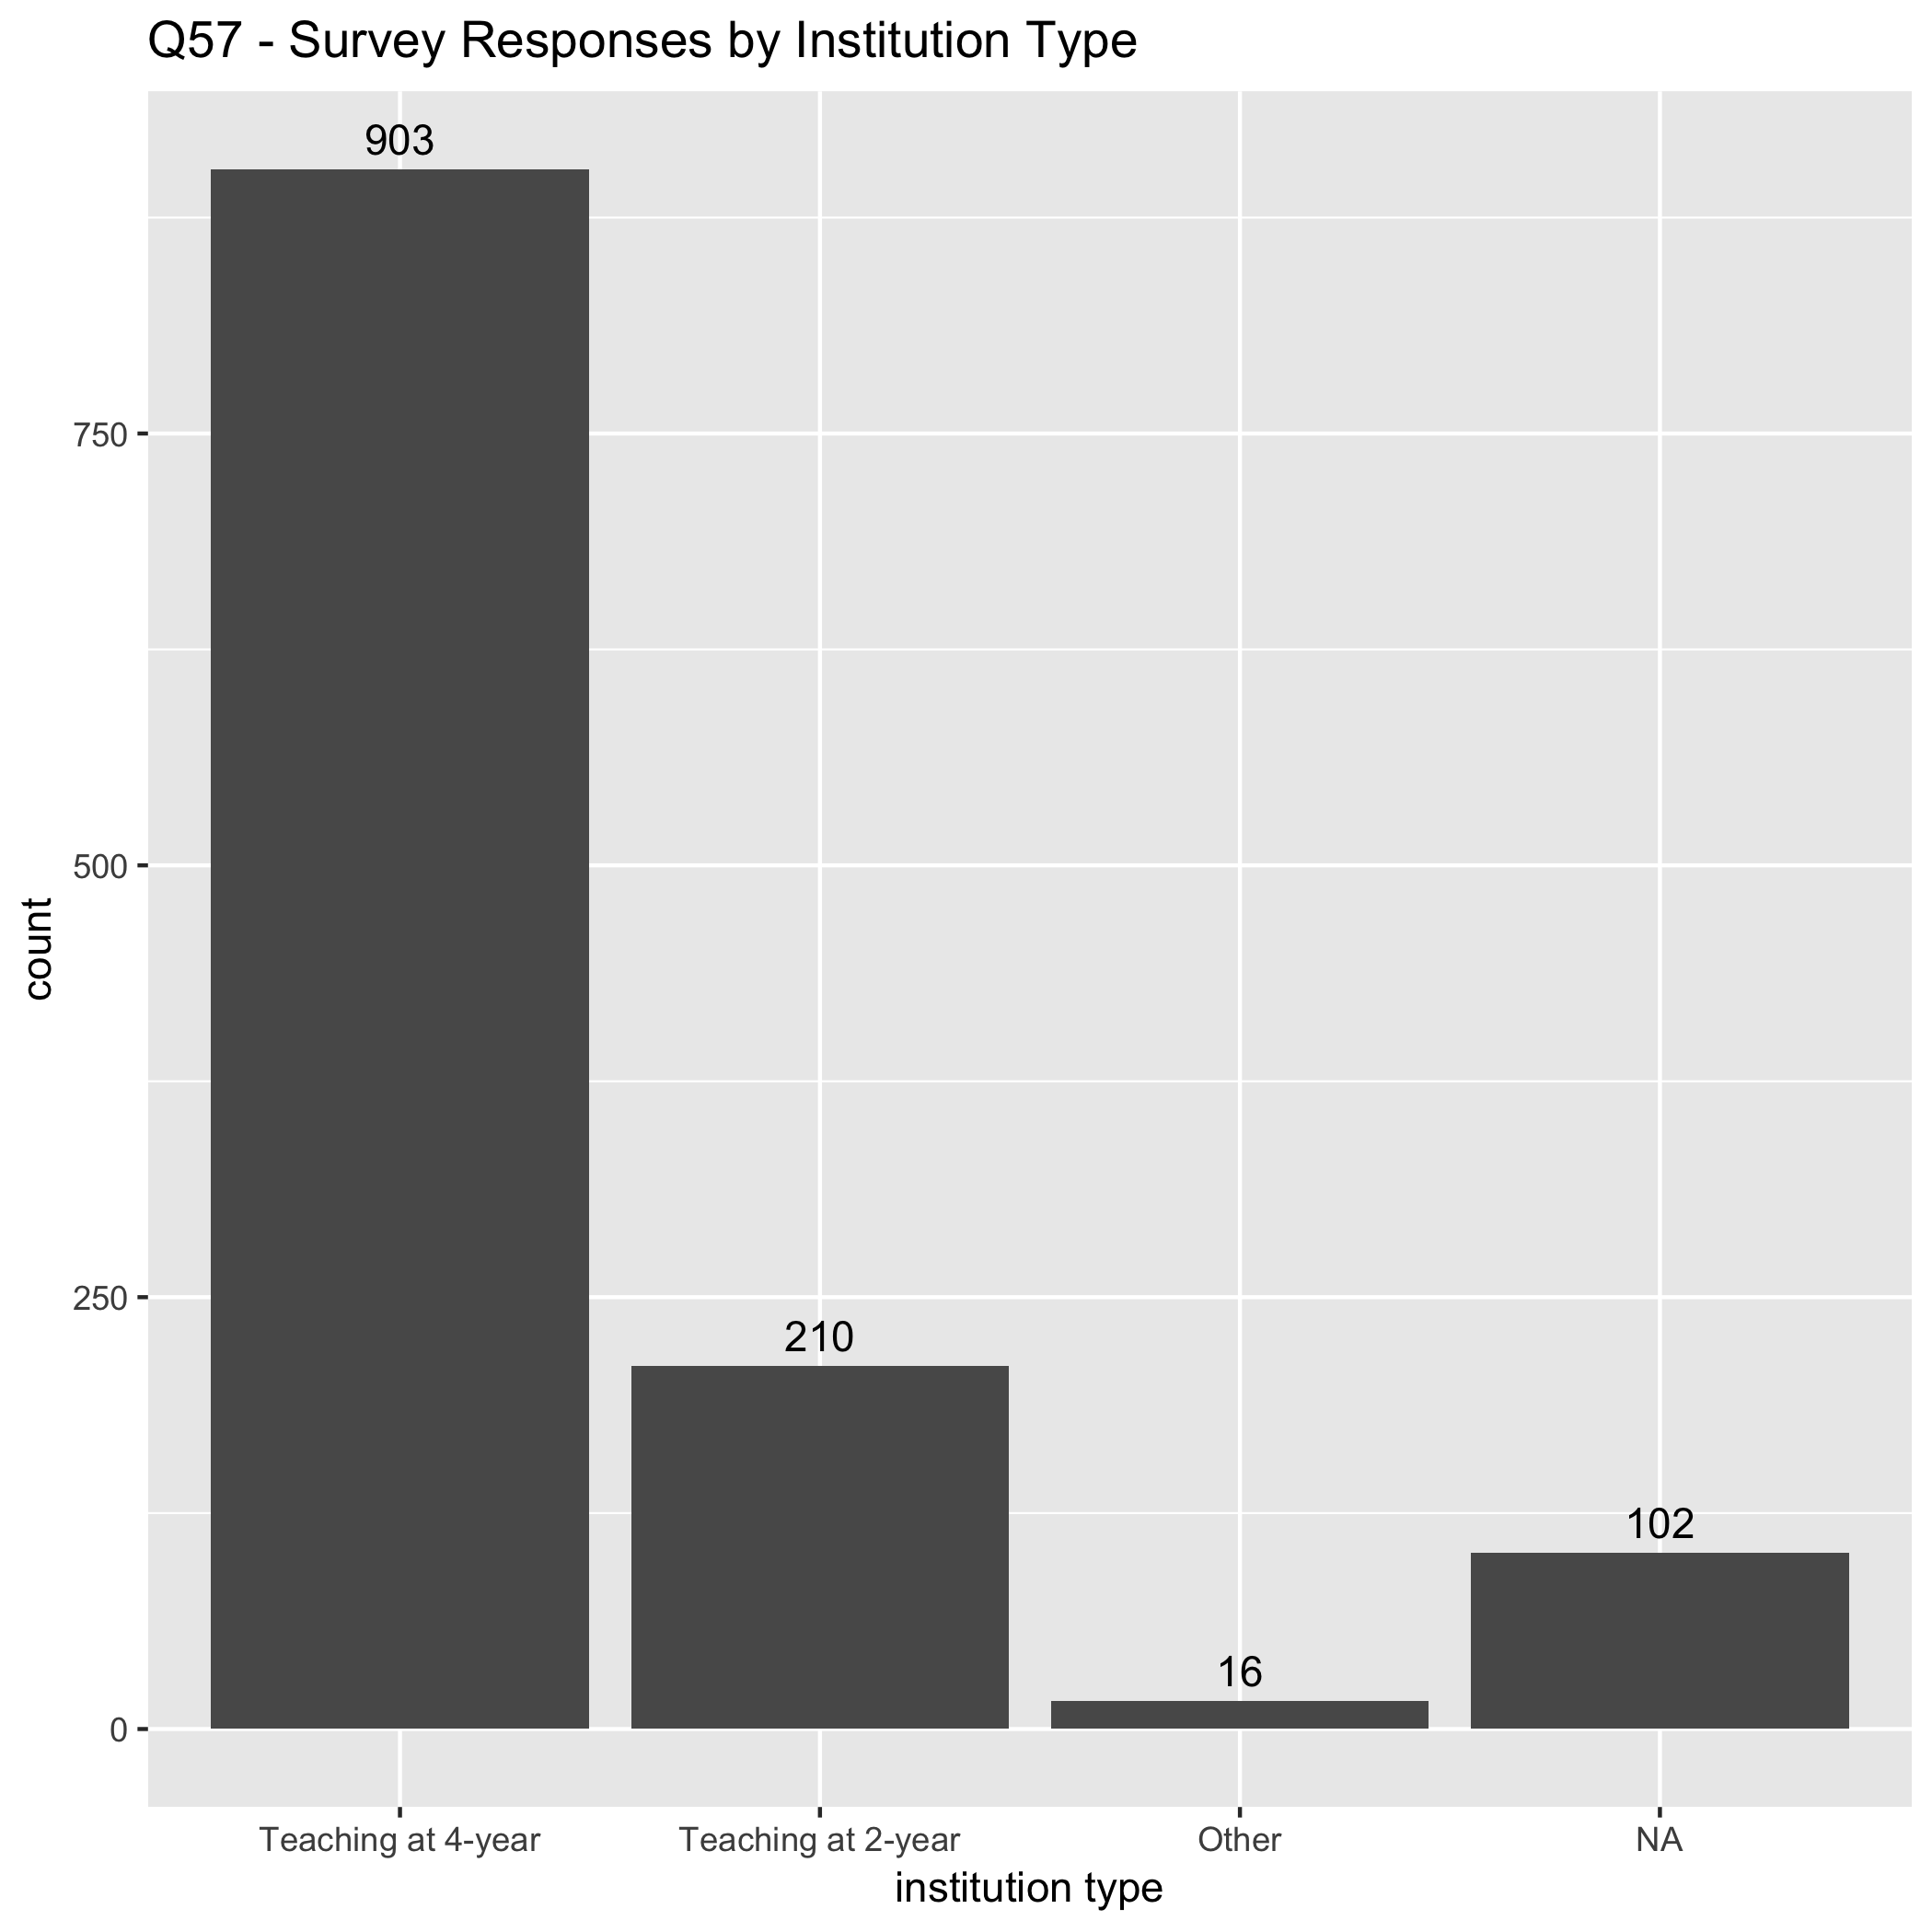 Q57 - Survey Responses by Institution Type
903
750
500
count
250
210
102
16
0
Teaching at 4-year Teaching at 2-year Other NA
institution type